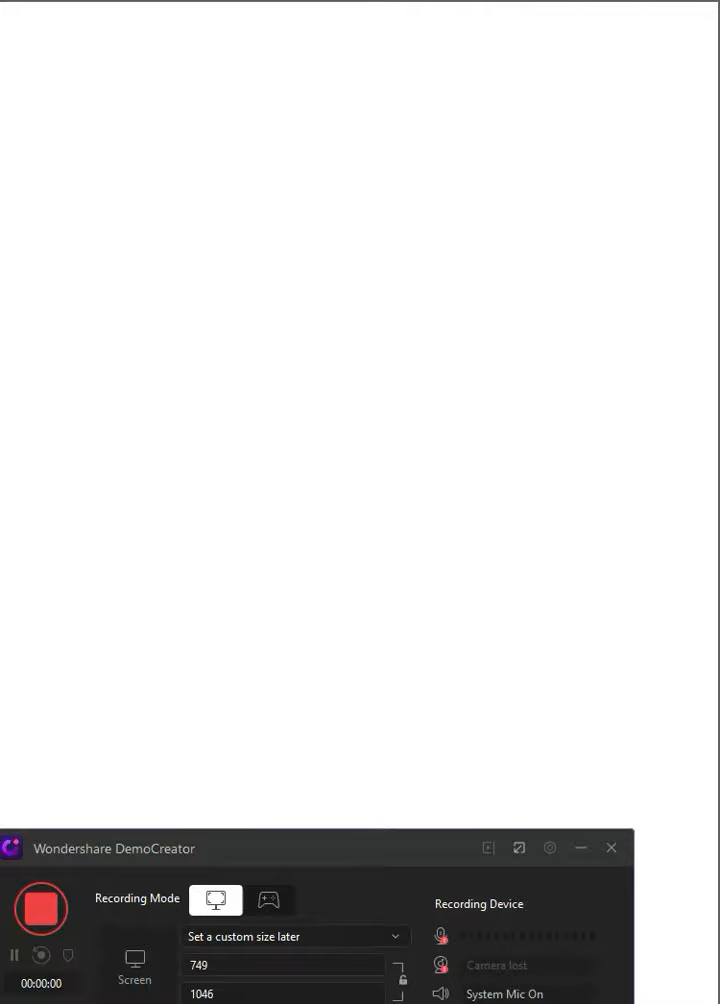 Wondershare DemoCreator
Recording Mode
Recording Device
Set a custom size later
749
Camera lost
Screen
00:00:00
1046
System Mic On